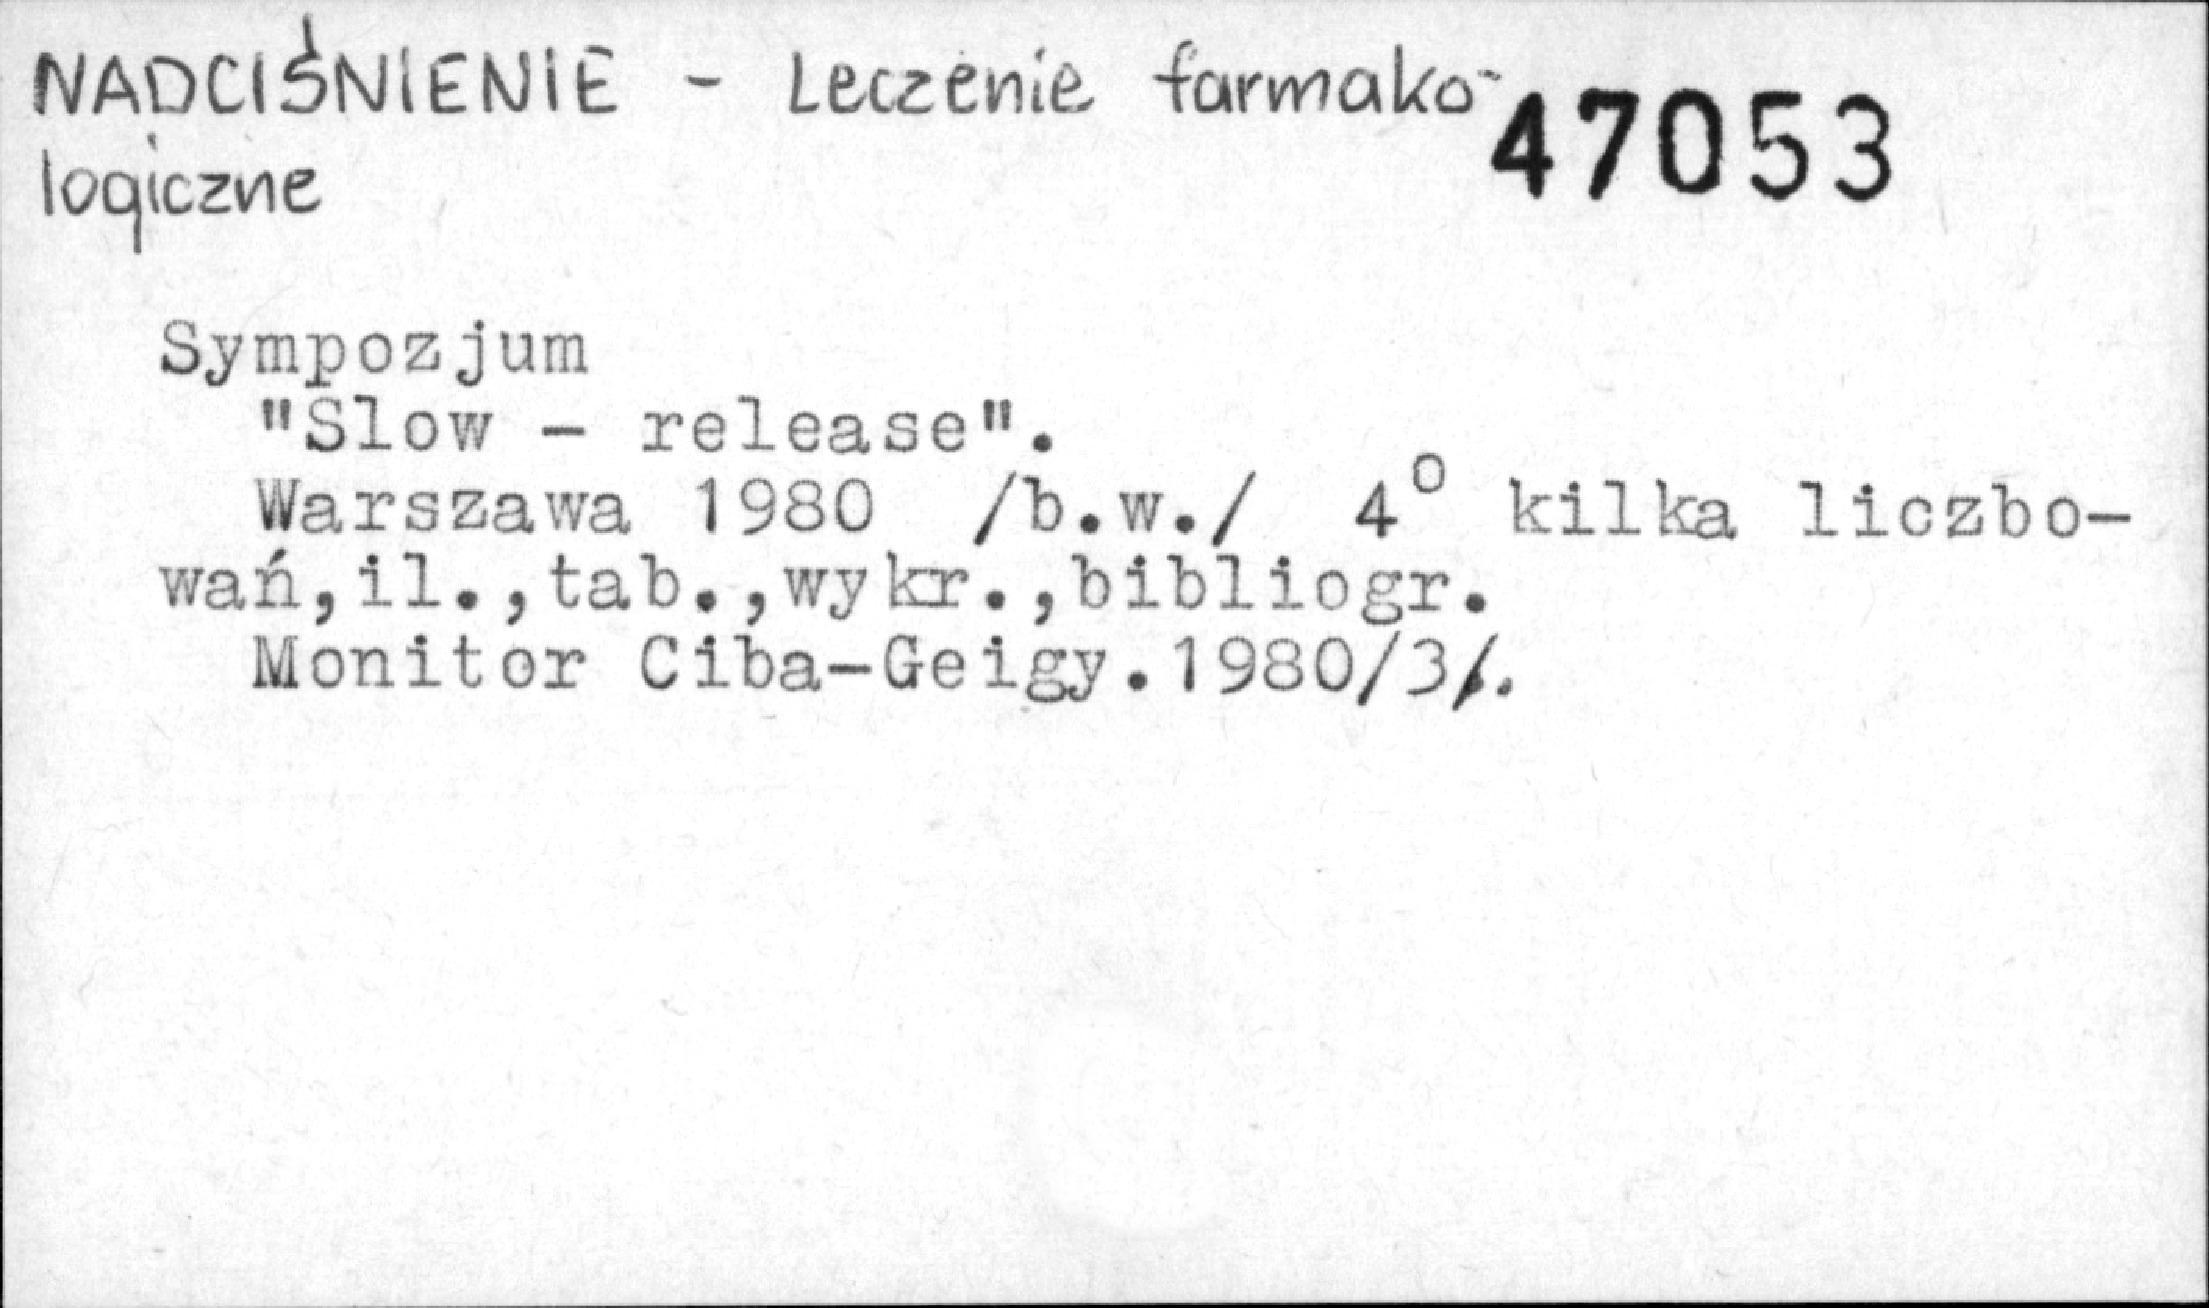 NADCIŚNIENIE - Leczenie farmako-
logiczne
47053
Sympozjum
"Slow - release".
Warszawa 1980 /b.w./ 4° kilka liczbo-
wań,il.,tab.,wykr.,bibliogr.
Monitor Ciba-Geigy.1980/3/.